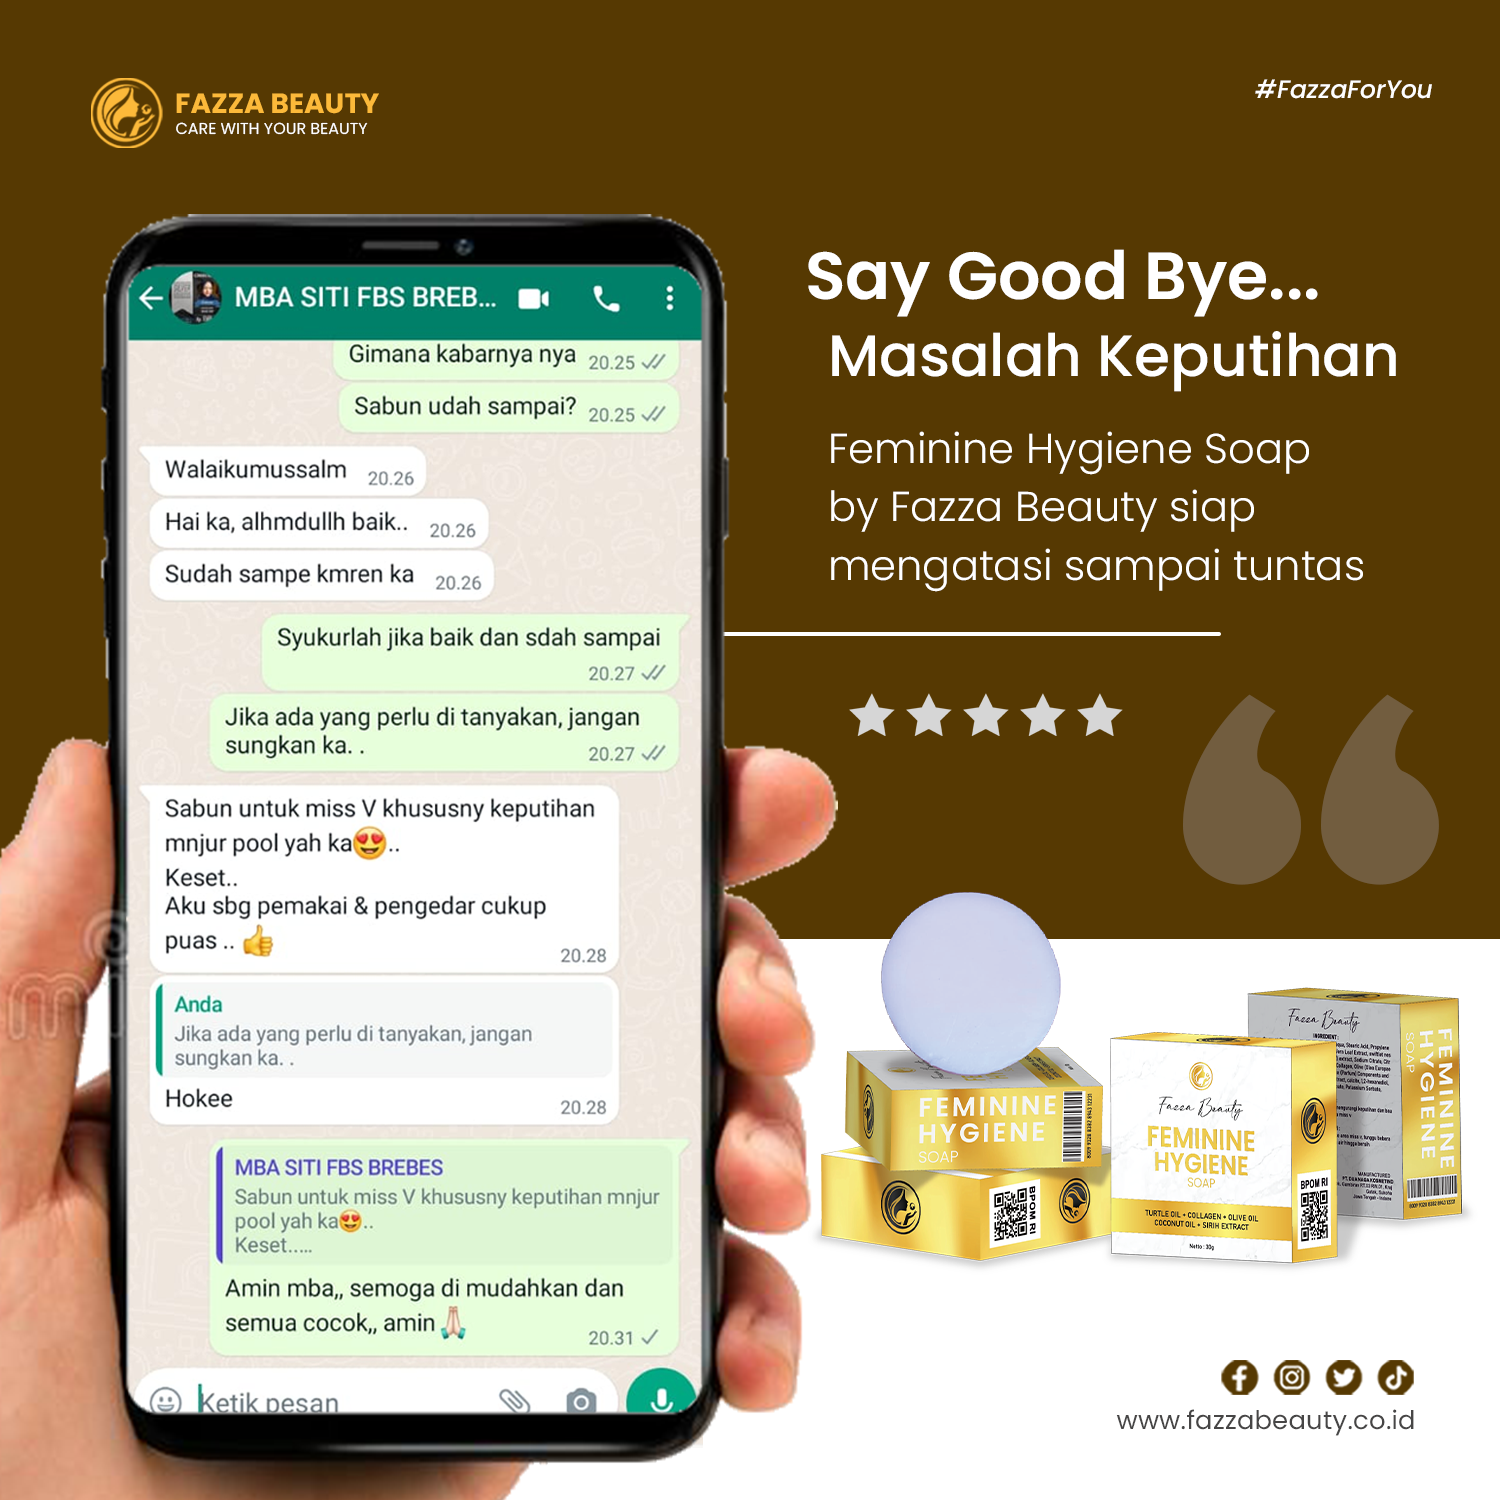 FAZZA BEAUTY
CARE WITH YOUR BEAUTY
#FazzaForYou
MBA SITI FBS BREB...
Gimana kabarnya nya 20.25
Sabun udah sampai? 20.25
Walaikumussalm 20.26
Hai ka, alhmdullh baik.. 20.26
Sudah sampe kmren ka 20.26
Syukurlah jika baik dan sdah sampai
20.27
Jika ada yang perlu di tanyakan, jangan
sungkan ka. . 20.27
Sabun untuk miss V khususny keputihan
mnjur pool yah ka😍..
Keset..
Aku sbg pemakai & pengedar cukup
puas .. 👍
20.28
Anda
Jika ada yang perlu di tanyakan, jangan
sungkan ka. .
Hokee 20.28
MBA SITI FBS BREBES
Sabun untuk miss V khususny keputihan mnjur
pool yah ka😍..
Keset.....
Amin mba,, semoga di mudahkan dan
semua cocok,, amin🙏🏻 20.31
Ketik pesan
Say Good Bye...
Masalah Keputihan
Feminine Hygiene Soap
by Fazza Beauty siap
mengatasi sampai tuntas
FEMININE
HYGIENE
SOAP
BPOM RI
Fazza Beauty
FEMININE
HYGIENE
SOAP
TURTLE OIL + COLLAGEN + OLIVE OIL
COCONUT OIL + SIRIH EXTRACT
Netto : 30g
BPOM RI
Fazza Beauty
INGREDIENT :
FEMININE
HYGIENE
SOAP
MANUFACTURED
www.fazzabeauty.co.id